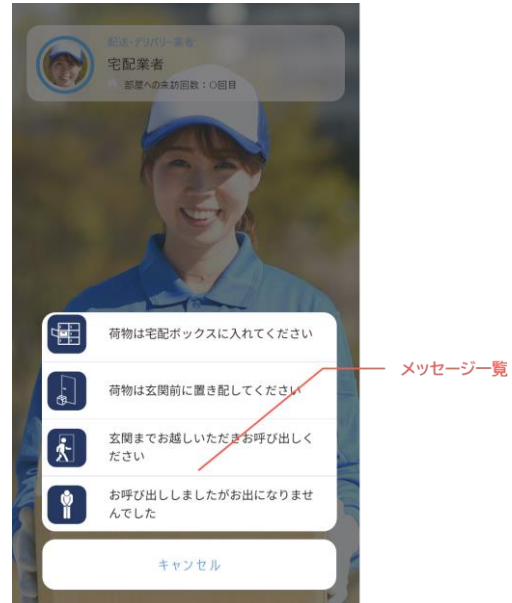 配送・デリバリー業者
宅配業者
部屋への来訪回数：〇回目
荷物は宅配ボックスに入れてください
メッセージ一覧
荷物は玄関前に置き配してください
玄関までお越しいただきお呼び出しく
ださい
お呼び出ししましたがお出になりませ
んでした
キャンセル